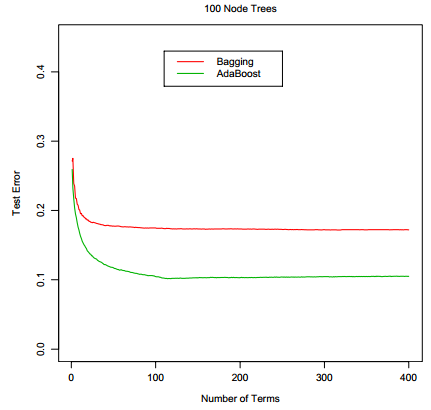 100 Node Trees
Bagging
AdaBoost
Test Error
0.4
0.3
0.2
0.1
0.0
0 100 200 300 400
Number of Terms